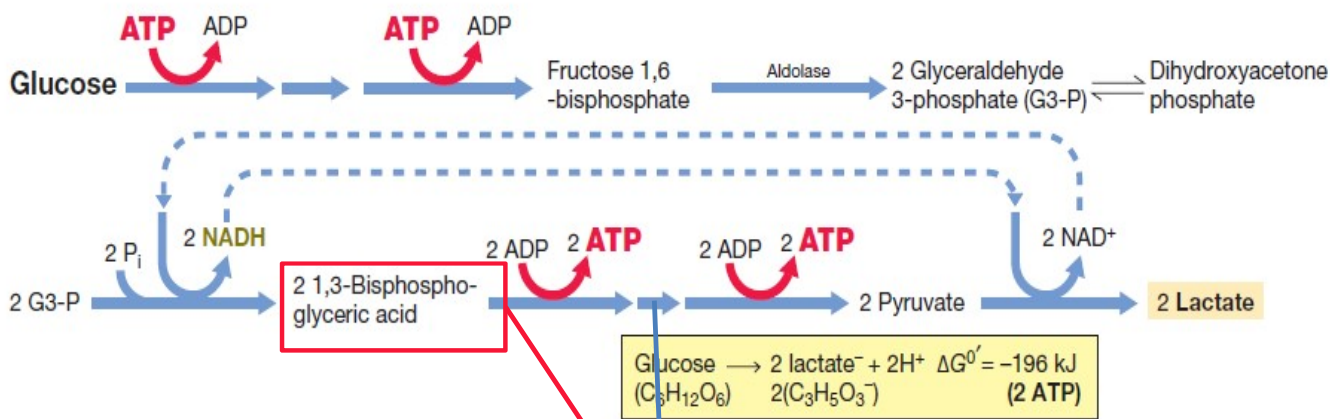 ATP ADP ATP ADP
Glucose
Fructose 1,6
-bisphosphate
Aldolase
2 Glyceraldehyde
3-phosphate (G3-P)
Dihydroxyacetone
phosphate
2 Pᵢ
2 NADH
2 ADP 2 ATP
2 ADP 2 ATP
2 NAD⁺
2 G3-P
2 1,3-Bisphospho-
glyceric acid
2 Pyruvate
2 Lactate
Glucose ⟶ 2 lactate⁻ + 2H⁺ ΔG⁰′ = –196 kJ
(C₆H₁₂O₆) 2(C₃H₅O₃⁻) (2 ATP)